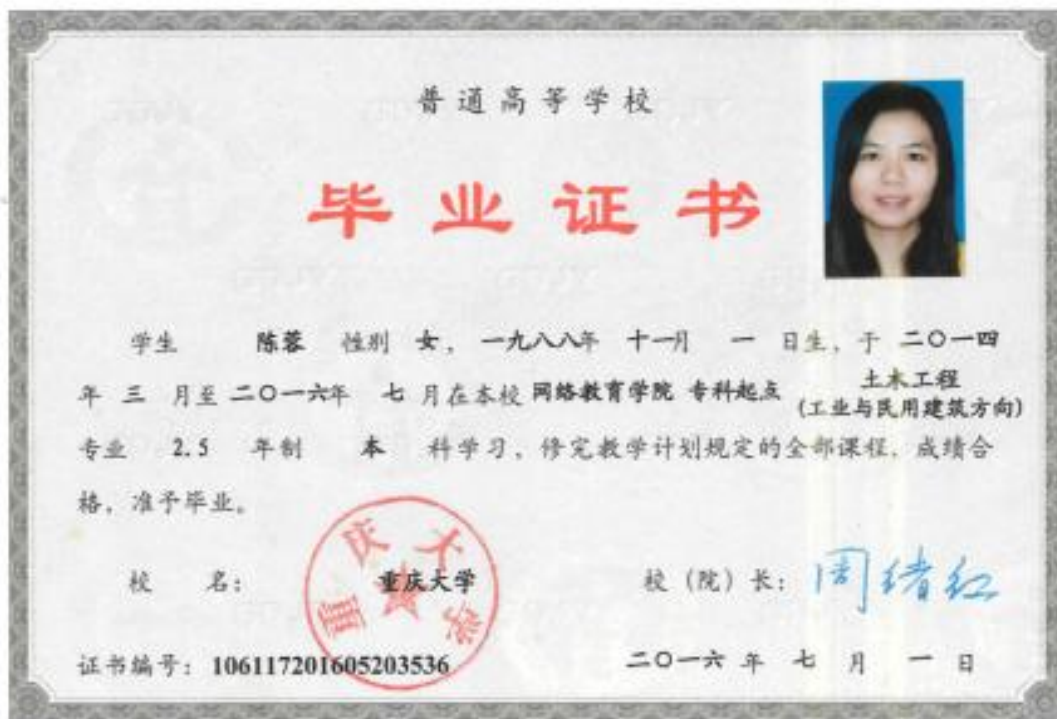 普通高等学校
毕业证书
学生 陈蓉 性别 女，一九八八年 十一月 一 日生，于 二〇一四
年 三 月至 二〇一六年 七 月在本校 网络教育学院 专科起点 土木工程
(工业与民用建筑方向)
专业 2.5 年制 本 科学习，修完教学计划规定的全部课程，成绩合
格，准予毕业。
校 名： 重庆大学 校（院）长：周绪红
重庆大学
证书编号：106117201605203536 二〇一六 年 七 月 一 日